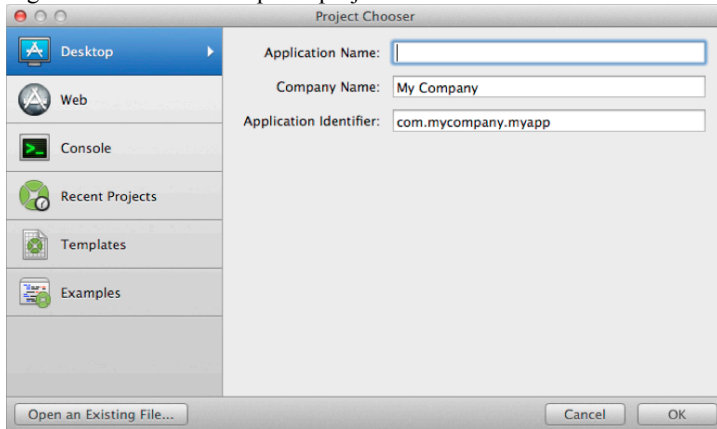 Project Chooser
Desktop
Web
Console
Recent Projects
Templates
Examples
Application Name:
Company Name: My Company
Application Identifier: com.mycompany.myapp
Open an Existing File...
Cancel
OK